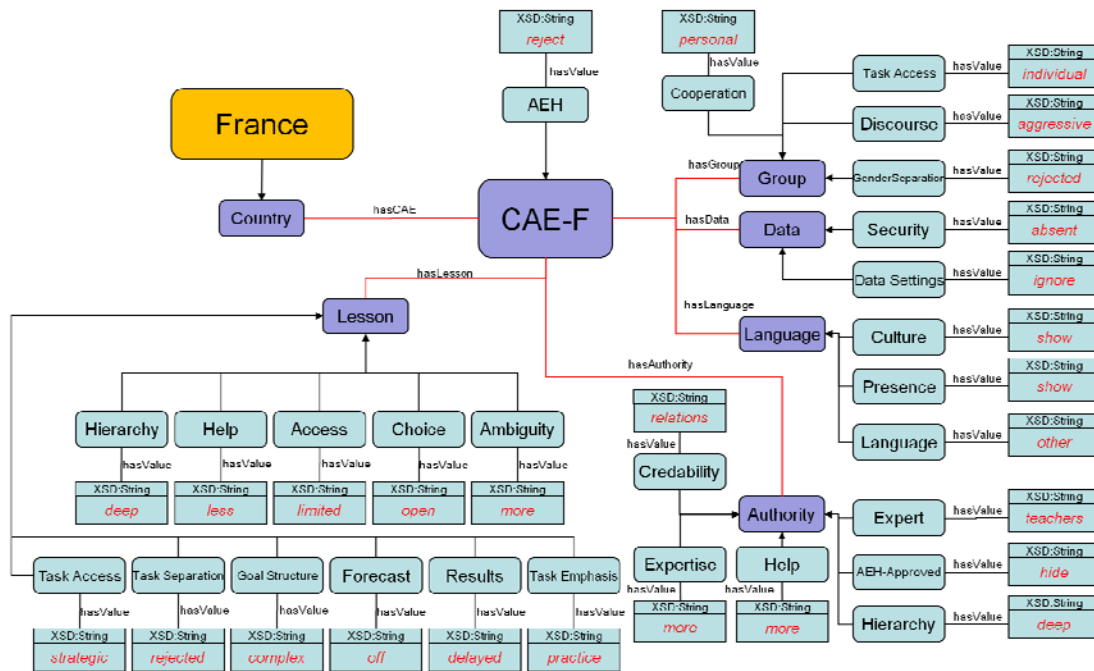 XSD:String
reject
hasValue
AEH
XSD:String
personal
hasValue
Cooperation
France
Country
hasCAE
CAE-F
hasGroup
Group
hasData
Data
hasLanguage
Language
Task Access
hasValue
XSD:String
individual
Discourse
hasValue
XSD:String
aggressive
GenderSeparation
hasValue
XSD:String
rejected
Security
hasValue
XSD:String
absent
Data Settings
hasValue
XSD:String
ignore
Culture
hasValue
XSD:String
show
Presence
hasValue
XSD:String
show
Language
hasValue
XSD:String
other
hasLesson
Lesson
Hierarchy
Help
Access
Choice
Ambiguity
hasValue
hasValue
hasValue
hasValue
hasValue
XSD:String
XSD:String
XSD:String
XSD:String
XSD:String
deep
less
limited
open
more
Task Access
Task Separation
Goal Structure
Forecast
Results
Task Emphasis
hasValue
hasValue
hasValue
hasValue
hasValue
hasValue
XSD:String
XSD:String
XSD:String
XSD:String
XSD:String
XSD:String
strategic
rejected
complex
off
delayed
practice
hasAuthority
XSD:String
relations
hasValue
Credability
Authority
Expertise
Help
hasValue
hasValue
XSD:String
XSD:String
more
more
Expert
hasValue
XSD:String
teachers
AEH-Approved
hasValue
XSD:String
hide
Hierarchy
hasValue
XSD:String
deep